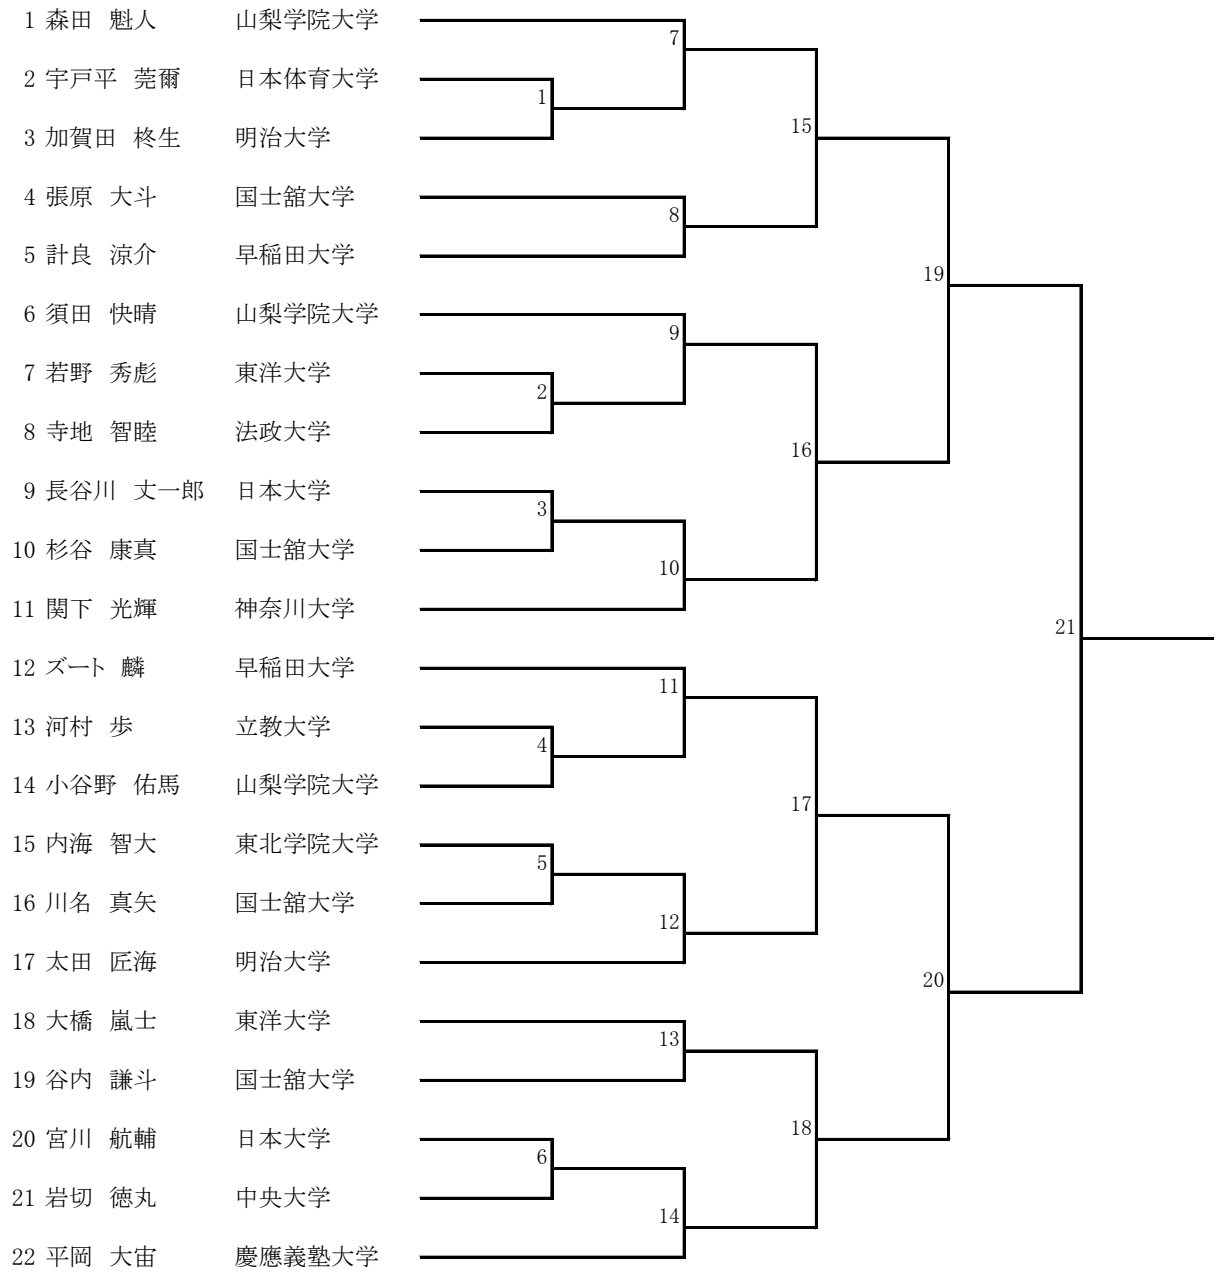 1 森田 魁人 山梨学院大学
7
2 宇戸平 莞爾 日本体育大学
1
3 加賀田 柊生 明治大学
15
4 張原 大斗 国士舘大学
8
5 計良 涼介 早稲田大学
19
6 須田 快晴 山梨学院大学
9
7 若野 秀彪 東洋大学
2
8 寺地 智睦 法政大学
16
9 長谷川 丈一郎 日本大学
3
10 杉谷 康真 国士舘大学
10
11 関下 光輝 神奈川大学
21
12 ズート 麟 早稲田大学
11
13 河村 歩 立教大学
4
14 小谷野 佑馬 山梨学院大学
17
15 内海 智大 東北学院大学
5
16 川名 真矢 国士舘大学
12
17 太田 匠海 明治大学
20
18 大橋 嵐士 東洋大学
13
19 谷内 謙斗 国士舘大学
18
20 宮川 航輔 日本大学
6
21 岩切 徳丸 中央大学
14
22 平岡 大宙 慶應義塾大学